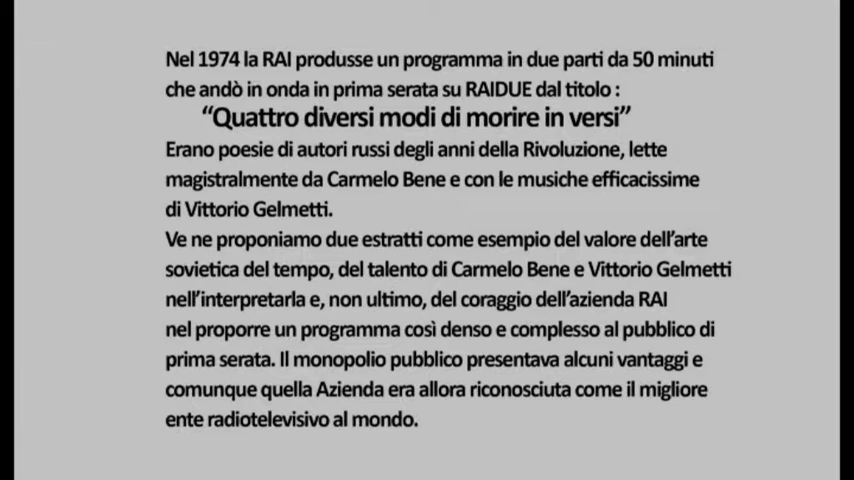 Nel 1974 la RAI produsse un programma in due parti da 50 minuti
che andò in onda in prima serata su RAIDUE dal titolo :
“Quattro diversi modi di morire in versi”
Erano poesie di autori russi degli anni della Rivoluzione, lette
magistralmente da Carmelo Bene e con le musiche efficacissime
di Vittorio Gelmetti.
Ve ne proponiamo due estratti come esempio del valore dell’arte
sovietica del tempo, del talento di Carmelo Bene e Vittorio Gelmetti
nell’interpretarla e, non ultimo, del coraggio dell’azienda RAI
nel proporre un programma così denso e complesso al pubblico di
prima serata. Il monopolio pubblico presentava alcuni vantaggi e
comunque quella Azienda era allora riconosciuta come il migliore
ente radiotelevisivo al mondo.